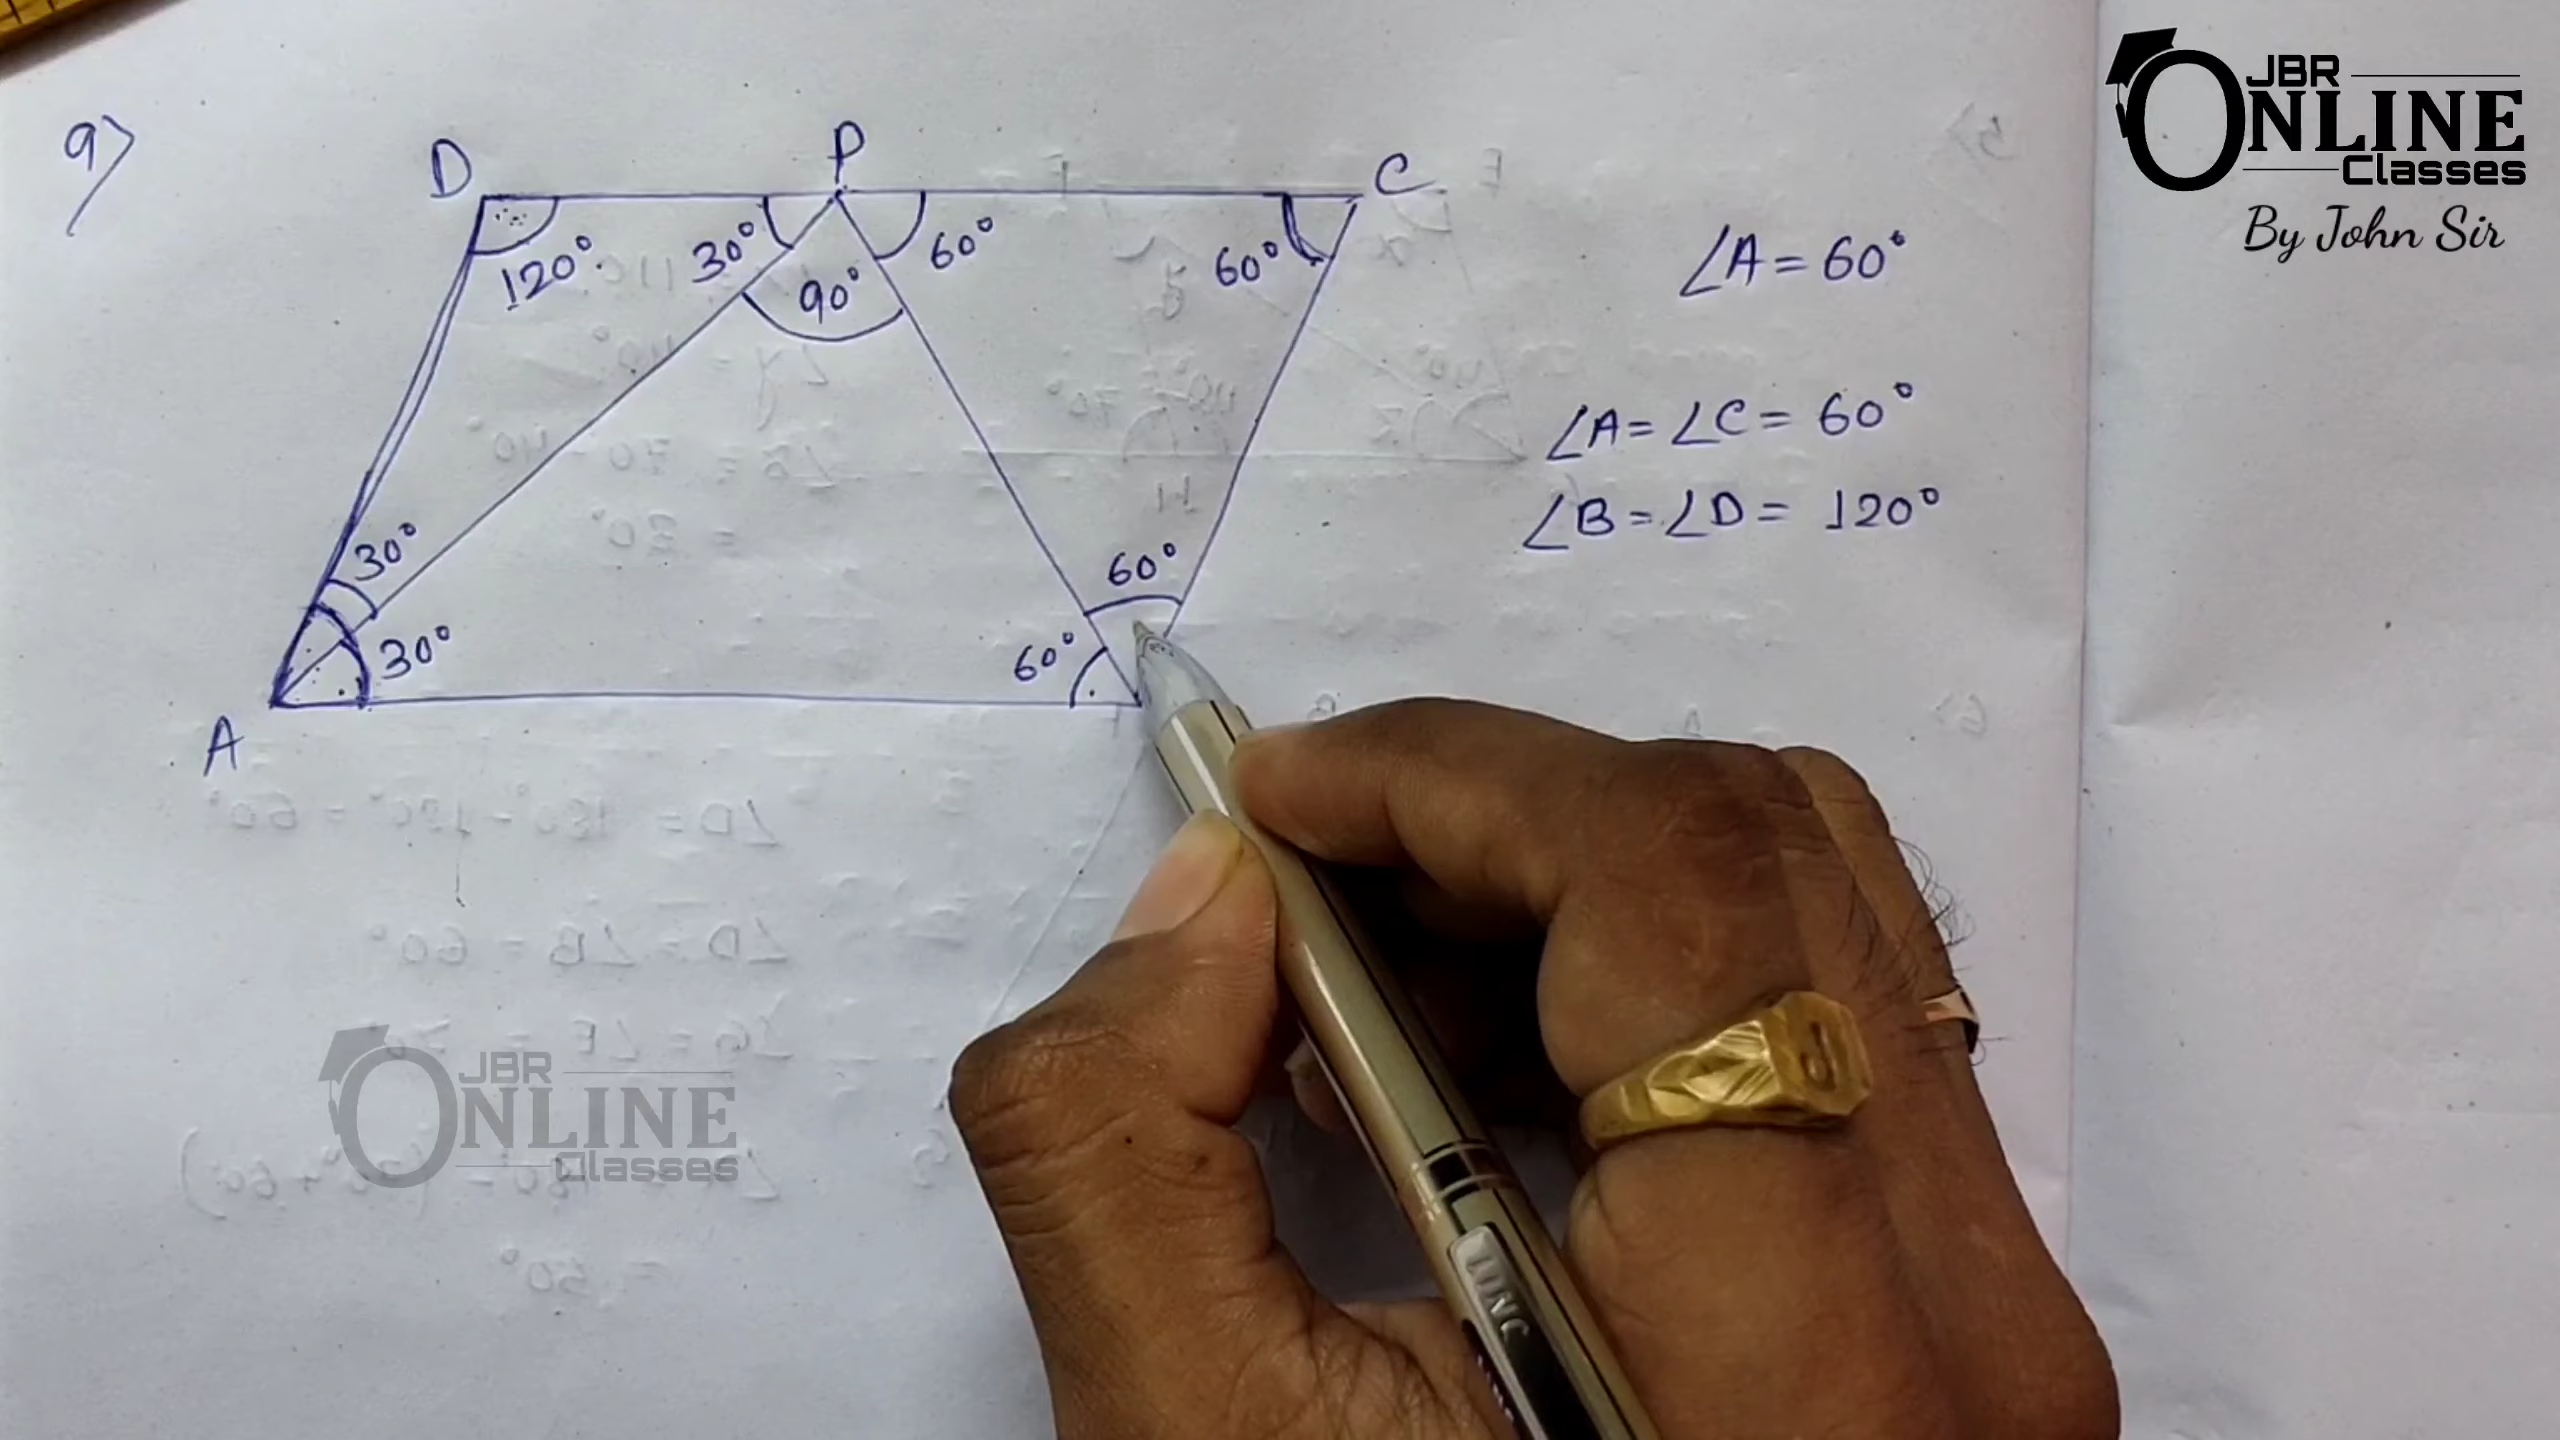 JBR
ONLINE
Classes
By John Sir
9)
D P C
120° 30° 90° 60° 60°
∠A = 60°
∠A = ∠C = 60°
∠B = ∠D = 120°
30°
60°
30°
60°
A
JBR
ONLINE
Classes
LINC